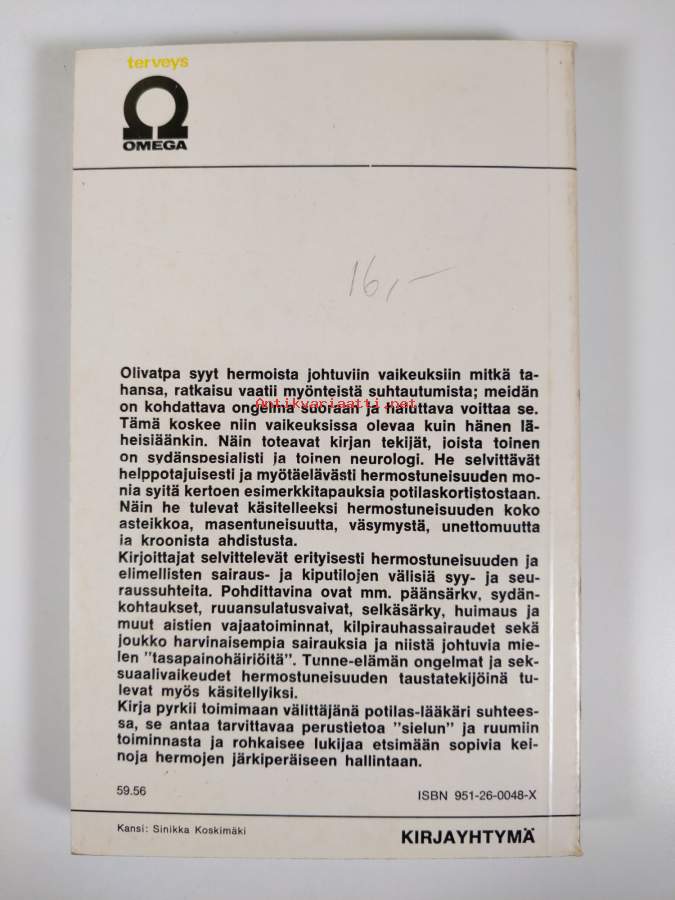 terveys
OMEGA
16,-
Olivatpa syyt hermoista johtuviin vaikeuksiin mitkä ta-
hansa, ratkaisu vaatii myönteistä suhtautumista; meidän
on kohdattava ongelma suoraan ja haluttava voittaa se.
Antikvariaatti.net
Tämä koskee niin vaikeuksissa olevaa kuin hänen lä-
heisiäänkin. Näin toteavat kirjan tekijät, joista toinen
on sydänspesialisti ja toinen neurologi. He selvittävät
helppotajuisesti ja myötäelävästi hermostuneisuuden mo-
nia syitä kertoen esimerkkitapauksia potilaskortistostaan.
Näin he tulevat käsitelleeksi hermostuneisuuden koko
asteikkoa, masentuneisuutta, väsymystä, unettomuutta
ja kroonista ahdistusta.
Kirjoittajat selvittelevät erityisesti hermostuneisuuden ja
elimellisten sairaus- ja kiputilojen välisiä syy- ja seu-
raussuhteita. Pohdittavina ovat mm. päänsärky, sydän-
kohtaukset, ruuansulatusvaivat, selkäsärky, huimaus ja
muut aistien vajaatoiminnat, kilpirauhassairaudet sekä
joukko harvinaisempia sairauksia ja niistä johtuvia mie-
len "tasapainohäiriöitä". Tunne-elämän ongelmat ja sek-
suaalivaikeudet hermostuneisuuden taustatekijöinä tu-
levat myös käsitellyiksi.
Kirja pyrkii toimimaan välittäjänä potilas-lääkäri suhtees-
sa, se antaa tarvittavaa perustietoa "sielun" ja ruumiin
toiminnasta ja rohkaisee lukijaa etsimään sopivia kei-
noja hermojen järkiperäiseen hallintaan.
59.56
ISBN 951-26-0048-X
Kansi: Sinikka Koskimäki
KIRJAYHTYMÄ